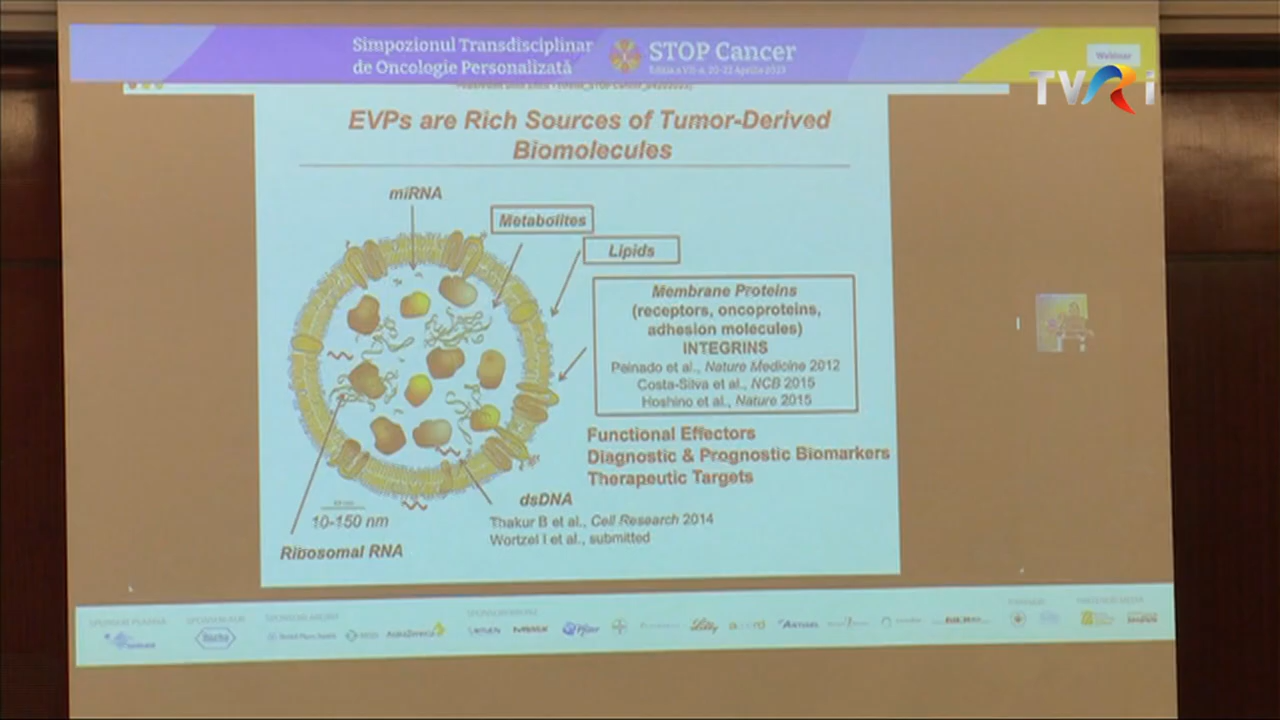 Simpozionul Transdisciplinar
de Oncologie Personalizată
STOP Cancer
Webinar
TVR i
EVPs are Rich Sources of Tumor-Derived
Biomolecules
miRNA
Metabolites
Lipids
Membrane Proteins
(receptors, oncoproteins,
adhesion molecules)
INTEGRINS
Peinado et al., Nature Medicine 2012
Costa-Silva et al., NCB 2015
Hoshino et al., Nature 2015
Functional Effectors
Diagnostic & Prognostic Biomarkers
Therapeutic Targets
dsDNA
Thakur B et al., Cell Research 2014
Wortzel I et al., submitted
10-150 nm
Ribosomal RNA
Roche
MSD
AstraZeneca
Pfizer
Lilly
accord